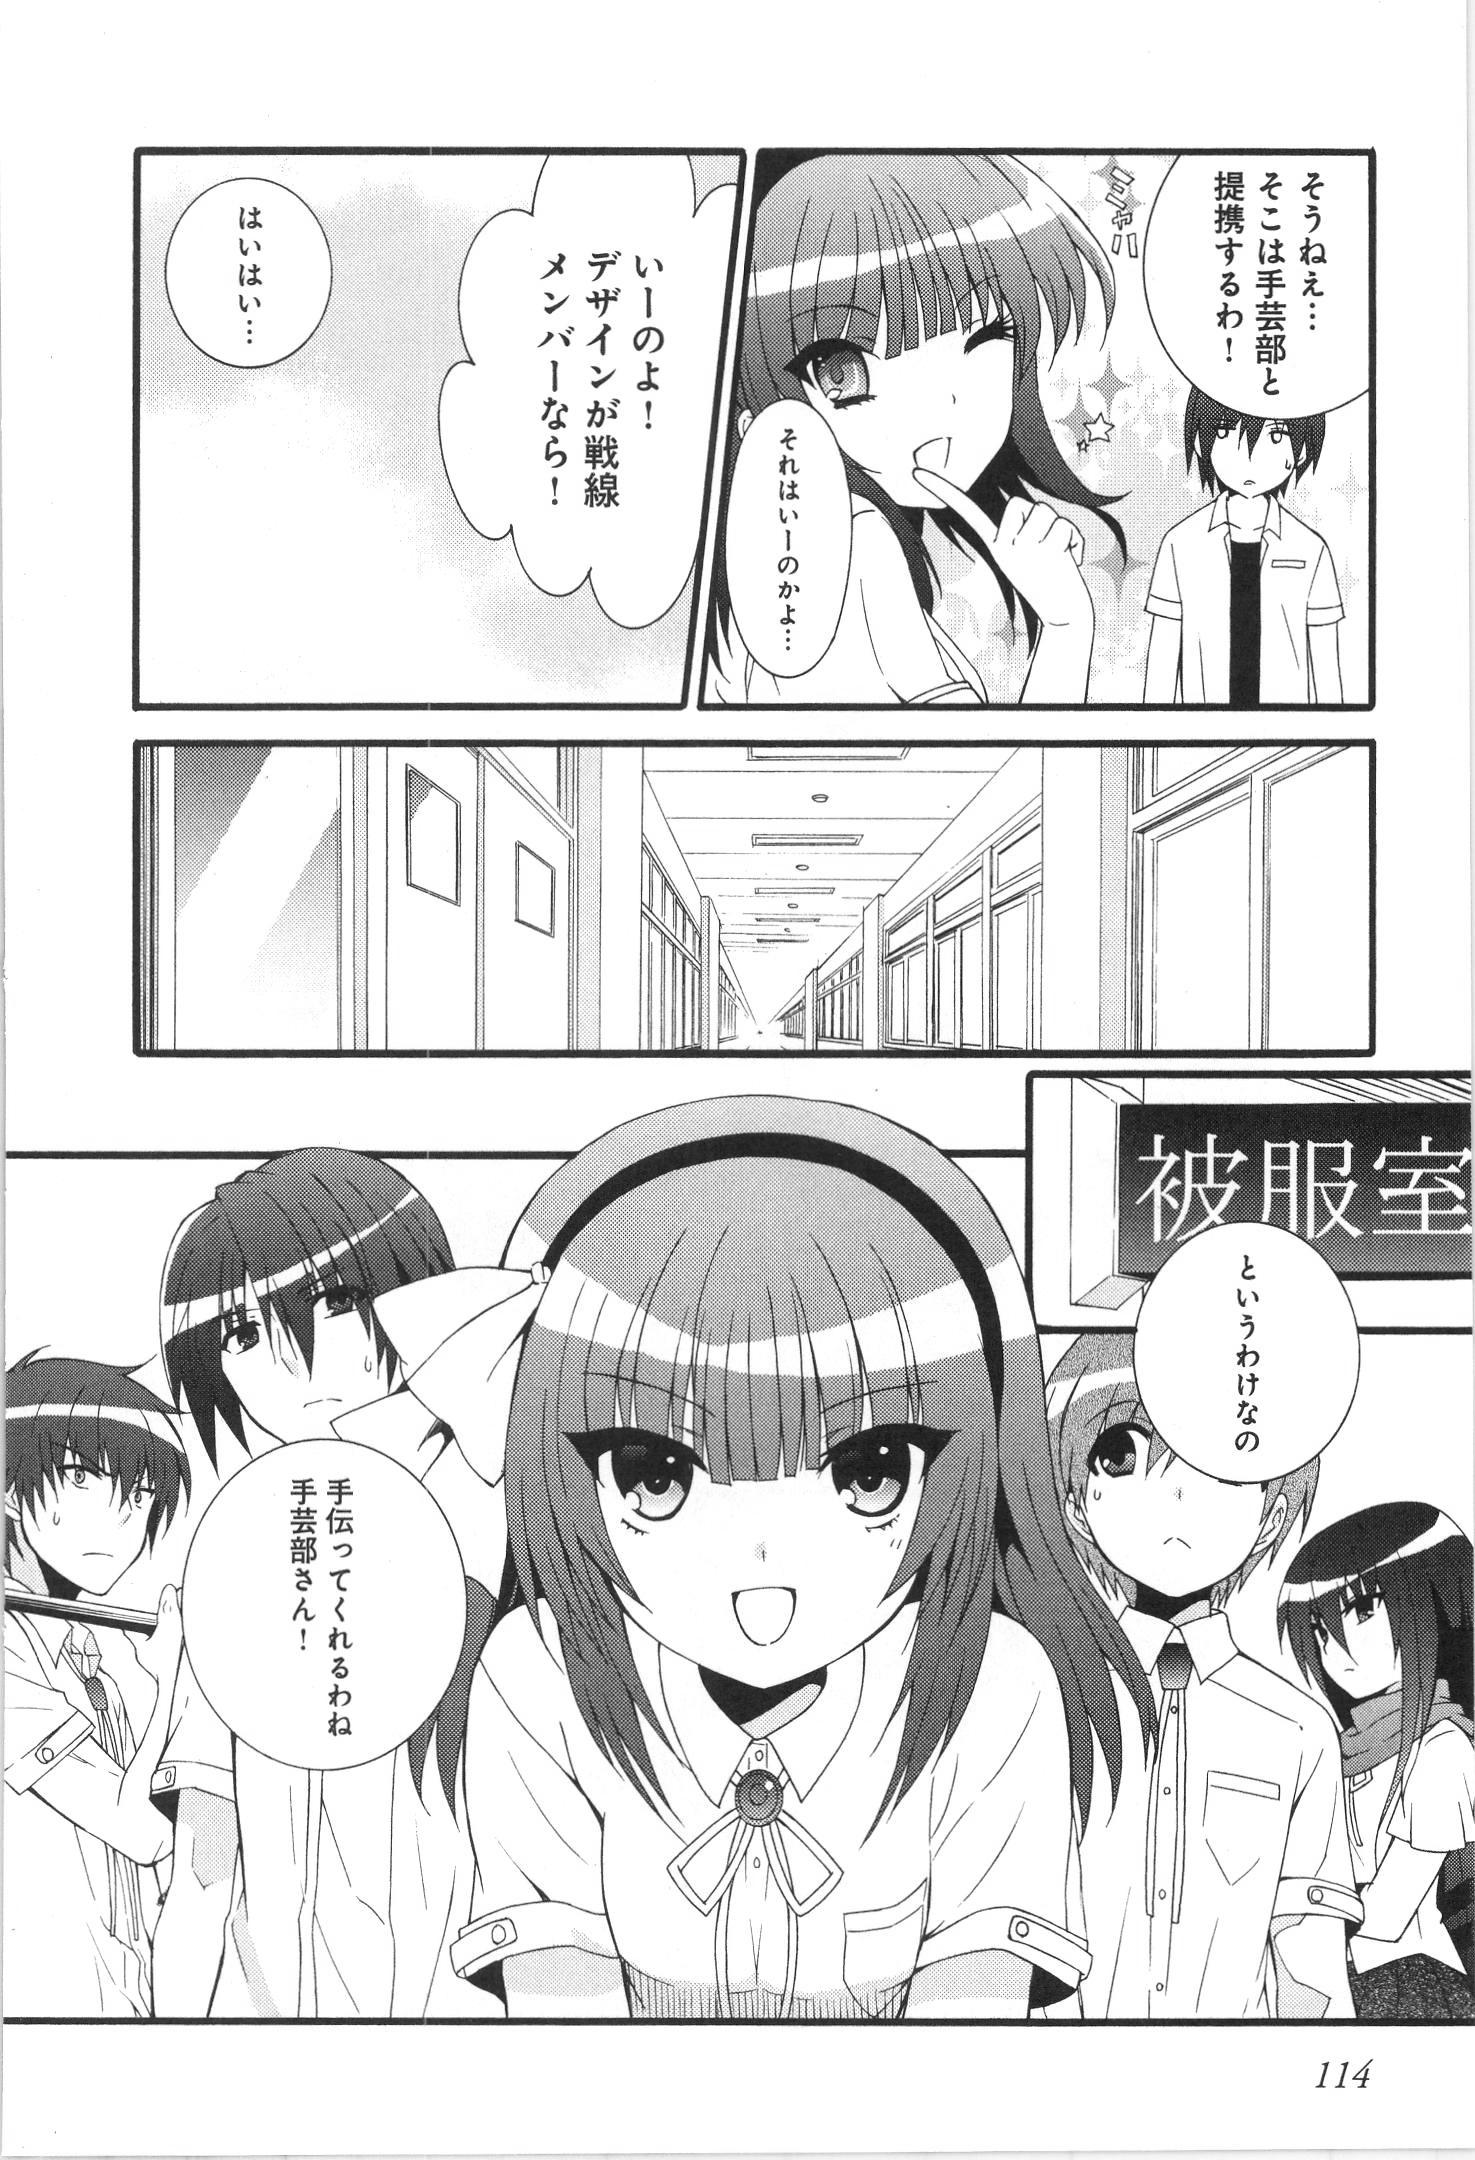 そうねえ…
そこは手芸部と
提携するわ！
ミミャハ
それはいーのかよ…
いーのよ！
デザインが戦線
メンバーなら！
はいはい…
被服室
というわけなの
手伝ってくれるわね
手芸部さん！
114